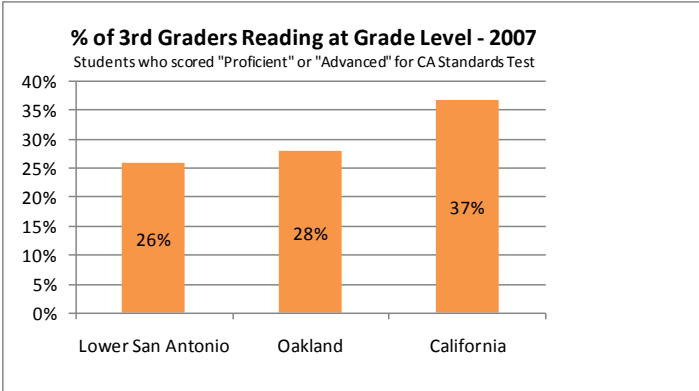 % of 3rd Graders Reading at Grade Level - 2007
Students who scored "Proficient" or "Advanced" for CA Standards Test
40%
35%
30%
25%
20%
15%
10%
5%
0%
26%
28%
37%
Lower San Antonio
Oakland
California